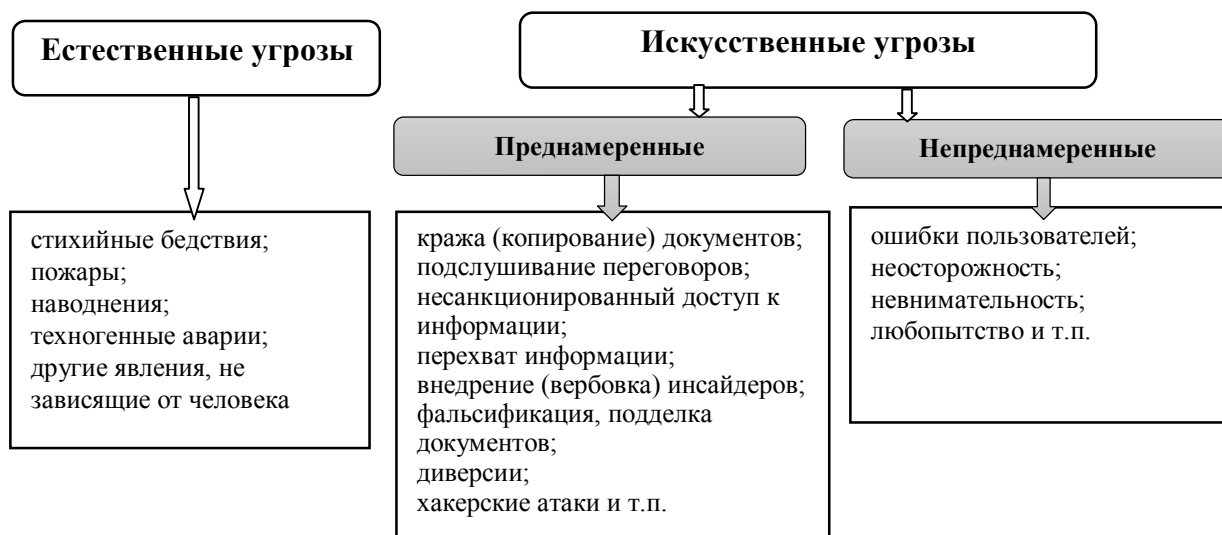 Естественные угрозы
стихийные бедствия;
пожары;
наводнения;
техногенные аварии;
другие явления, не
зависящие от человека
Искусственные угрозы
Преднамеренные
кража (копирование) документов;
подслушивание переговоров;
несанкционированный доступ к
информации;
перехват информации;
внедрение (вербовка) инсайдеров;
фальсификация, подделка
документов;
диверсии;
хакерские атаки и т.п.
Непреднамеренные
ошибки пользователей;
неосторожность;
невнимательность;
любопытство и т.п.